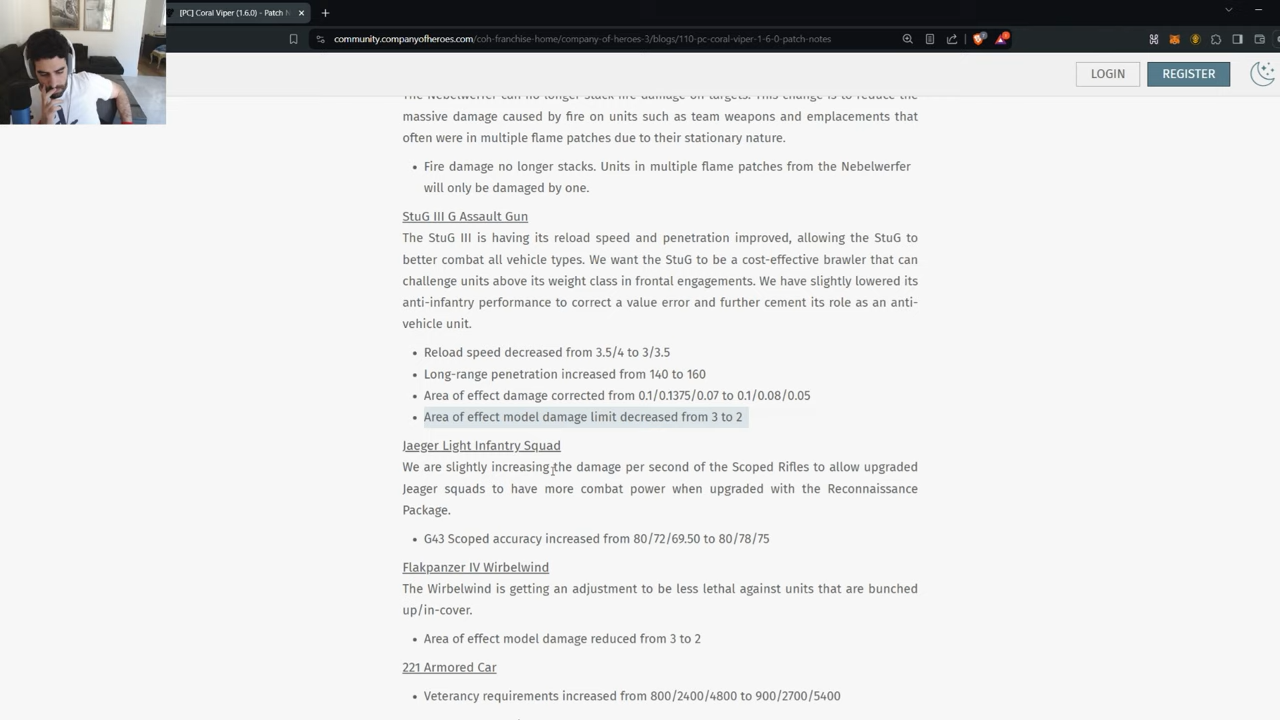 [PC] Coral Viper (1.6.0) - Patch N
community.companyofheroes.com/coh-franchise-home/company-of-heroes-3/blogs/110-pc-coral-viper-1-6-0-patch-notes
LOGIN
REGISTER
The Nebelwerfer can no longer stack fire damage on targets. This change is to reduce the
massive damage caused by fire on units such as team weapons and emplacements that
often were in multiple flame patches due to their stationary nature.
• Fire damage no longer stacks. Units in multiple flame patches from the Nebelwerfer
will only be damaged by one.
StuG III G Assault Gun
The StuG III is having its reload speed and penetration improved, allowing the StuG to
better combat all vehicle types. We want the StuG to be a cost-effective brawler that can
challenge units above its weight class in frontal engagements. We have slightly lowered its
anti-infantry performance to correct a value error and further cement its role as an anti-
vehicle unit.
• Reload speed decreased from 3.5/4 to 3/3.5
• Long-range penetration increased from 140 to 160
• Area of effect damage corrected from 0.1/0.1375/0.07 to 0.1/0.08/0.05
• Area of effect model damage limit decreased from 3 to 2
Jaeger Light Infantry Squad
We are slightly increasing the damage per second of the Scoped Rifles to allow upgraded
Jeager squads to have more combat power when upgraded with the Reconnaissance
Package.
• G43 Scoped accuracy increased from 80/72/69.50 to 80/78/75
Flakpanzer IV Wirbelwind
The Wirbelwind is getting an adjustment to be less lethal against units that are bunched
up/in-cover.
• Area of effect model damage reduced from 3 to 2
221 Armored Car
• Veterancy requirements increased from 800/2400/4800 to 900/2700/5400